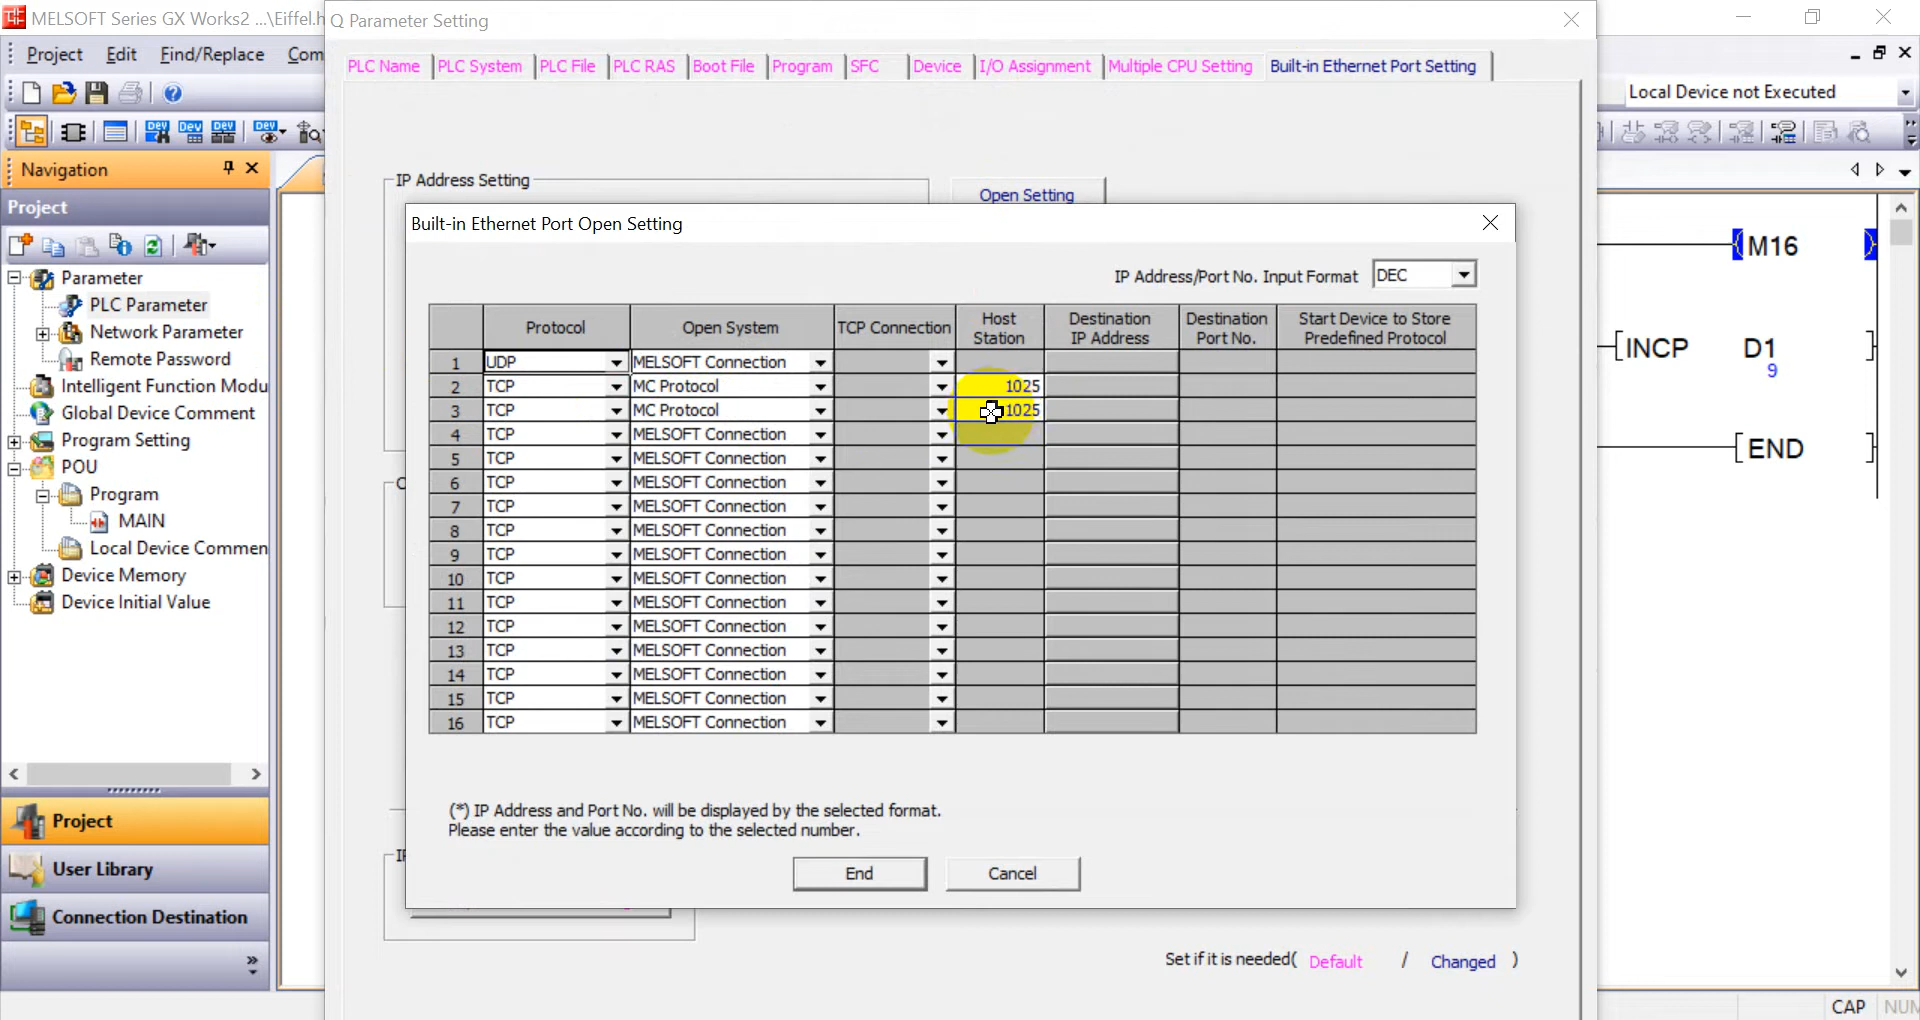 MELSOFT Series GX Works2 ...\Eiffel.h
Q Parameter Setting
Project Edit Find/Replace Com
PLC Name PLC System PLC File PLC RAS Boot File Program SFC Device I/O Assignment Multiple CPU Setting Built-in Ethernet Port Setting
Local Device not Executed
Dev Dev Dev Dev
Navigation
IP Address Setting
Open Setting
Project
Built-in Ethernet Port Open Setting
IP Address/Port No. Input Format DEC
Parameter
PLC Parameter
Network Parameter
Remote Password
Intelligent Function Modu
Global Device Comment
Program Setting
POU
Program
MAIN
Local Device Commen
Device Memory
Device Initial Value
Protocol Open System TCP Connection Host Station Destination IP Address Destination Port No. Start Device to Store Predefined Protocol
1 UDP MELSOFT Connection
2 TCP MC Protocol 1025
3 TCP MC Protocol 1025
4 TCP MELSOFT Connection
5 TCP MELSOFT Connection
6 TCP MELSOFT Connection
7 TCP MELSOFT Connection
8 TCP MELSOFT Connection
9 TCP MELSOFT Connection
10 TCP MELSOFT Connection
11 TCP MELSOFT Connection
12 TCP MELSOFT Connection
13 TCP MELSOFT Connection
14 TCP MELSOFT Connection
15 TCP MELSOFT Connection
16 TCP MELSOFT Connection
(*) IP Address and Port No. will be displayed by the selected format.
Please enter the value according to the selected number.
End Cancel
M16
INCP D1
9
END
Project
User Library
Connection Destination
Set if it is needed( Default / Changed )
CAP NUM